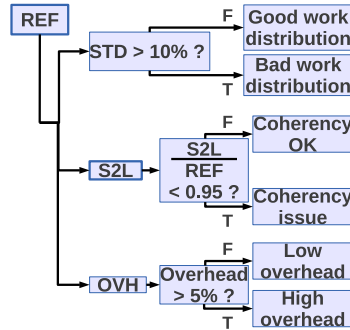 REF
STD > 10% ?
F
Good work
distribution
T
Bad work
distribution
S2L
S2L
REF
< 0.95 ?
F
Coherency
OK
T
Coherency
issue
OVH
Overhead
> 5% ?
F
Low
overhead
T
High
overhead